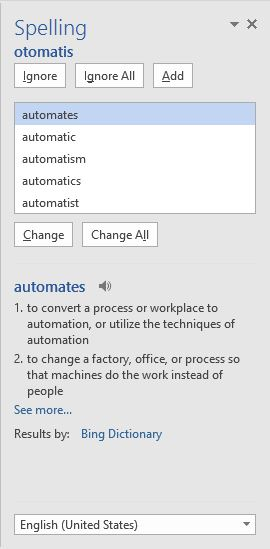 Spelling
otomatis
Ignore Ignore All Add
automates
automatic
automatism
automatics
automatist
Change Change All
automates
1. to convert a process or workplace to
automation, or utilize the techniques of
automation
2. to change a factory, office, or process so
that machines do the work instead of
people
See more...
Results by: Bing Dictionary
English (United States)